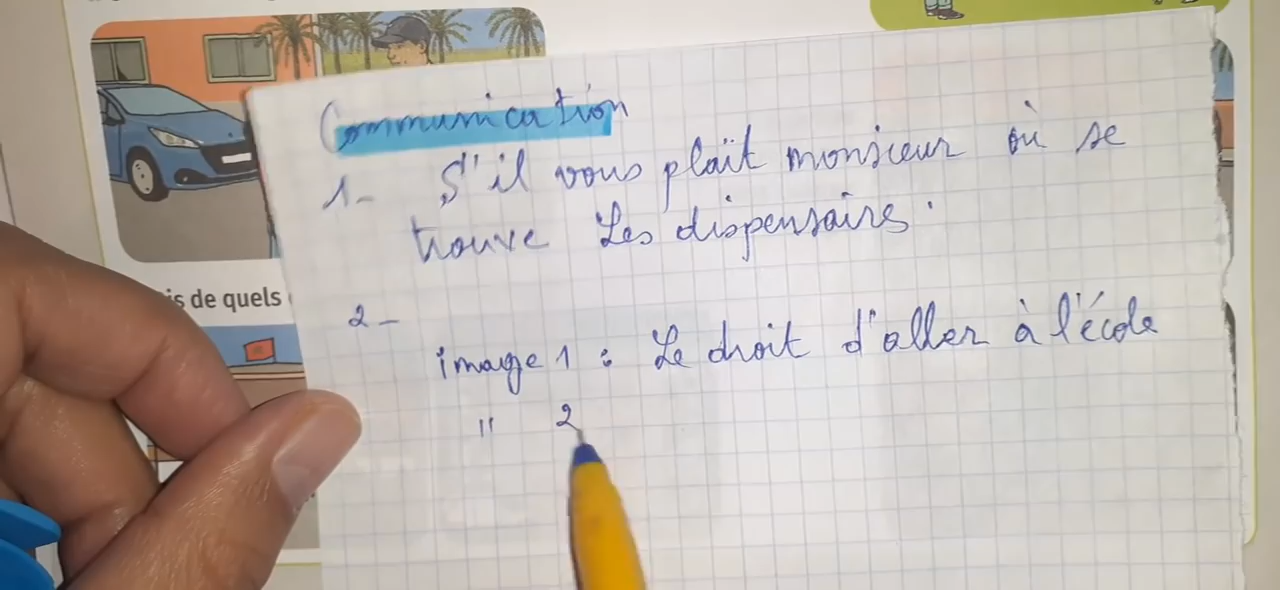 Communication
1- S'il vous plaît monsieur où se
trouve Les dispensaires.
is de quels
2-
image 1 : Le droit d'aller à l'école
" 2